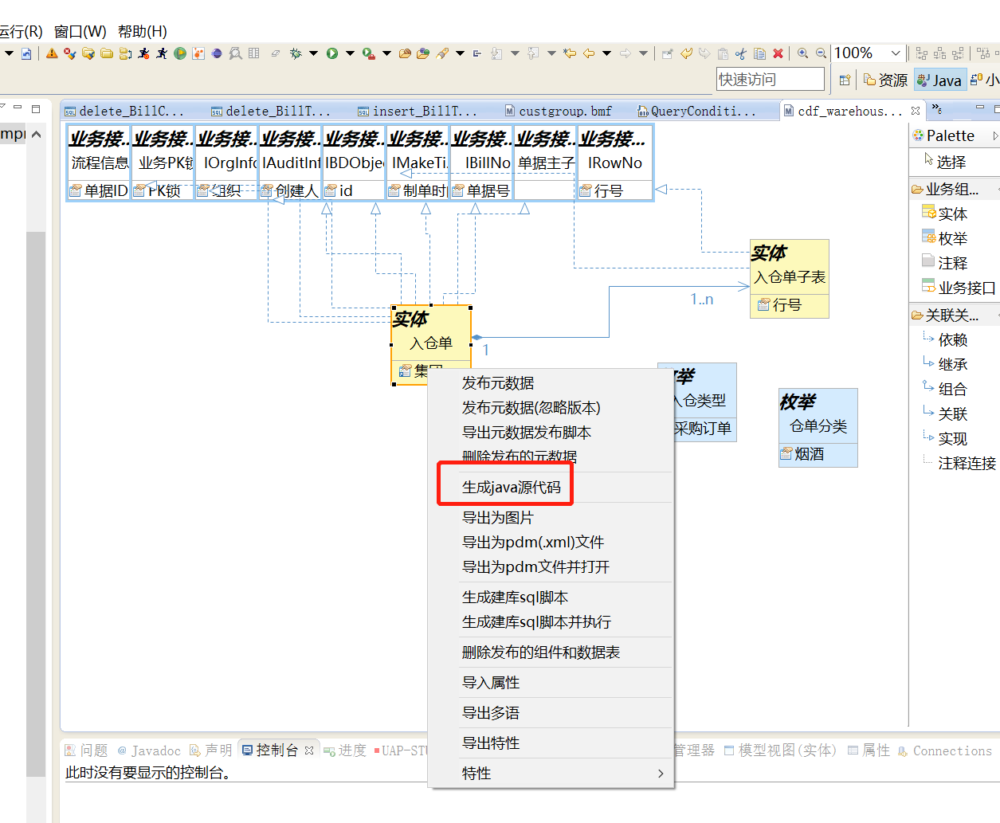 运行(R) 窗口(W) 帮助(H)
100%
快速访问
资源
Java
小
delete_BillC...
delete_BillT...
insert_BillT...
custgroup.bmf
QueryConditi...
cdf_warehous...
»6
mpr
业务接...
业务接...
业务接...
业务接...
业务接...
业务接...
业务接...
业务接...
业务接...
流程信息
业务PK锁
IOrgInfo
IAuditInf
IBDObje
IMakeTi.
IBillNo
单据主子
IRowNo
单据ID
PK锁
组织
创建人
id
制单时间
单据号
行号
Palette
选择
业务组...
实体
枚举
注释
业务接口
关联关...
依赖
继承
组合
关联
实现
注释连接
实体
入仓单子表
行号
1..n
实体
入仓单
集团
1
枚举
入仓类型
采购订单
枚举
仓单分类
烟酒
发布元数据
发布元数据(忽略版本)
导出元数据发布脚本
删除发布的元数据
生成java源代码
导出为图片
导出为pdm(.xml)文件
导出为pdm文件并打开
生成建库sql脚本
生成建库sql脚本并执行
删除发布的组件和数据表
导入属性
导出多语
导出特性
特性
问题
@ Javadoc
声明
控制台
进度
UAP-STU
管理器
模型视图(实体)
属性
Connections
此时没有要显示的控制台。